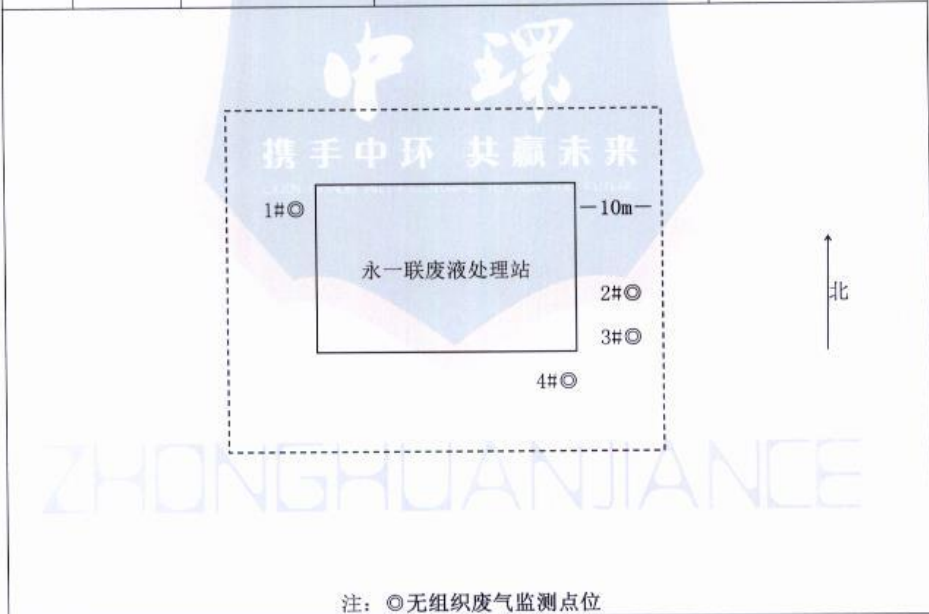 中 環
携手中环 共赢未来
1#◎
—10m—
永一联废液处理站
2#◎
北
3#◎
4#◎
ZHONGHUANJIANCE
注：◎无组织废气监测点位